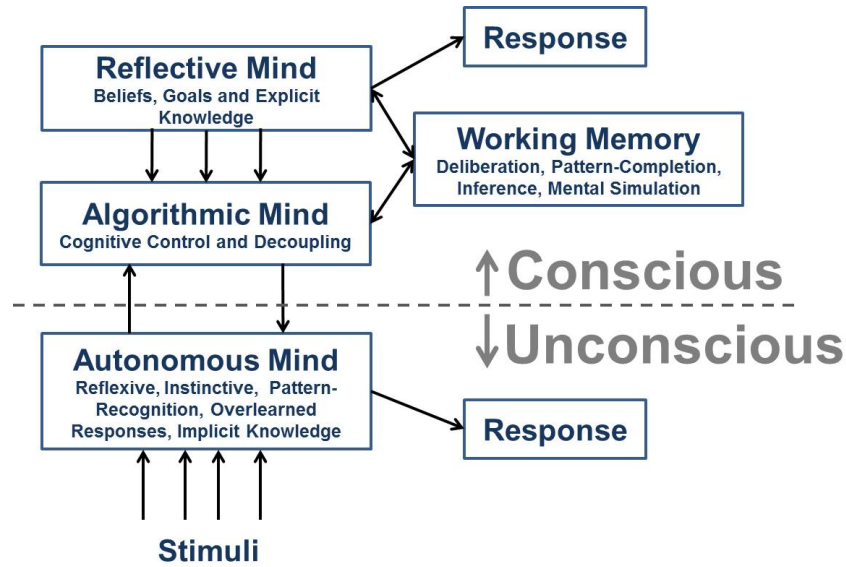 Response
Reflective Mind
Beliefs, Goals and Explicit
Knowledge
Working Memory
Deliberation, Pattern-Completion,
Inference, Mental Simulation
Algorithmic Mind
Cognitive Control and Decoupling
Conscious
Unconscious
Autonomous Mind
Reflexive, Instinctive, Pattern-
Recognition, Overlearned
Responses, Implicit Knowledge
Response
Stimuli